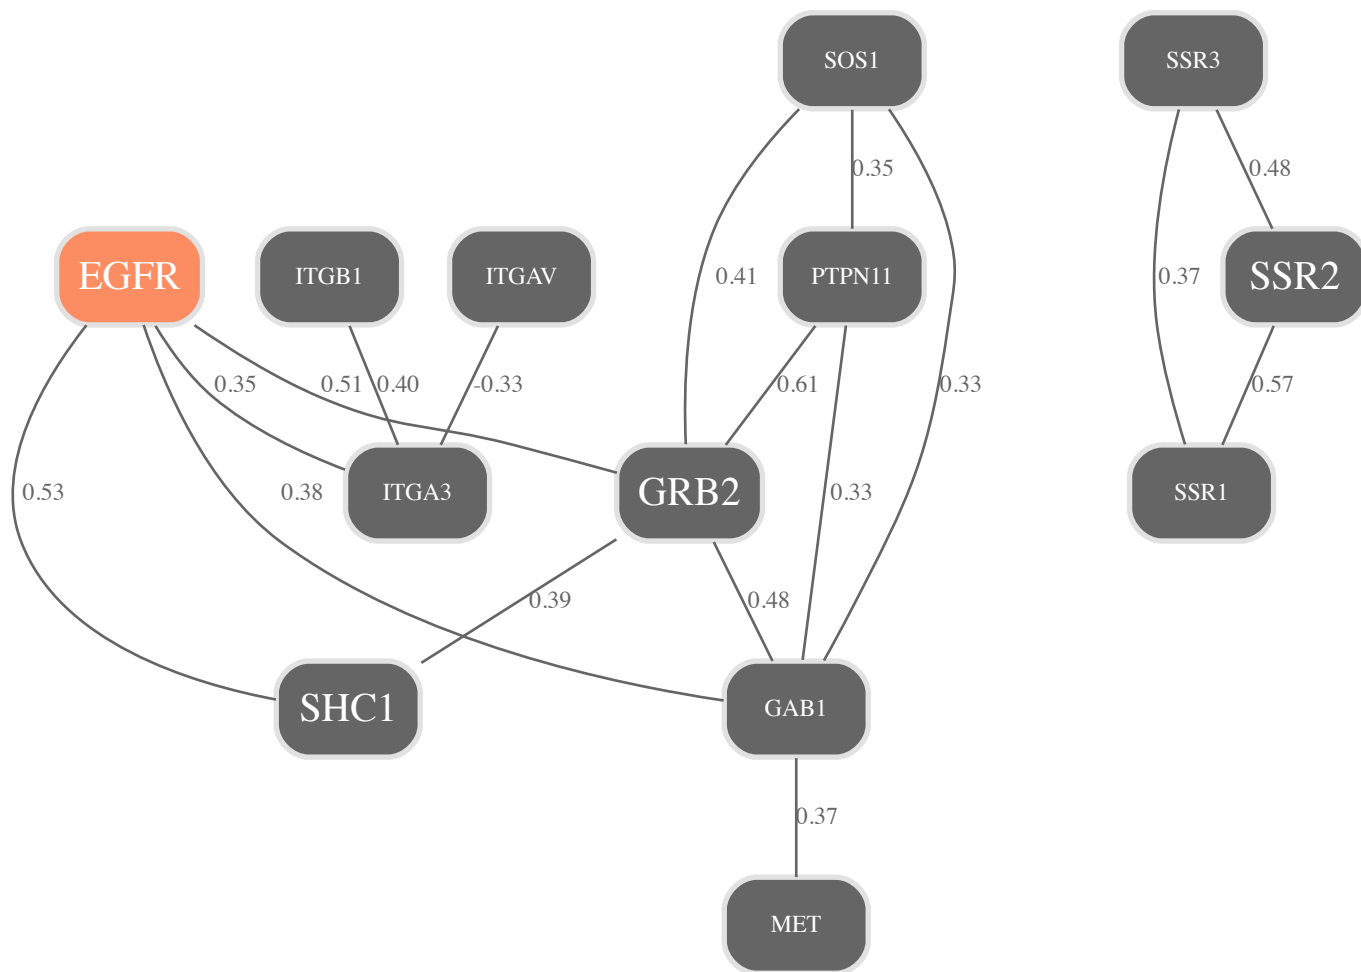 SOS1
SSR3
0.35
0.48
EGFR
ITGB1
ITGAV
0.41
PTPN11
0.37
SSR2
0.35
0.51
0.40
-0.33
0.61
0.33
0.57
0.53
0.38
ITGA3
GRB2
0.33
SSR1
0.39
0.48
SHC1
GAB1
0.37
MET